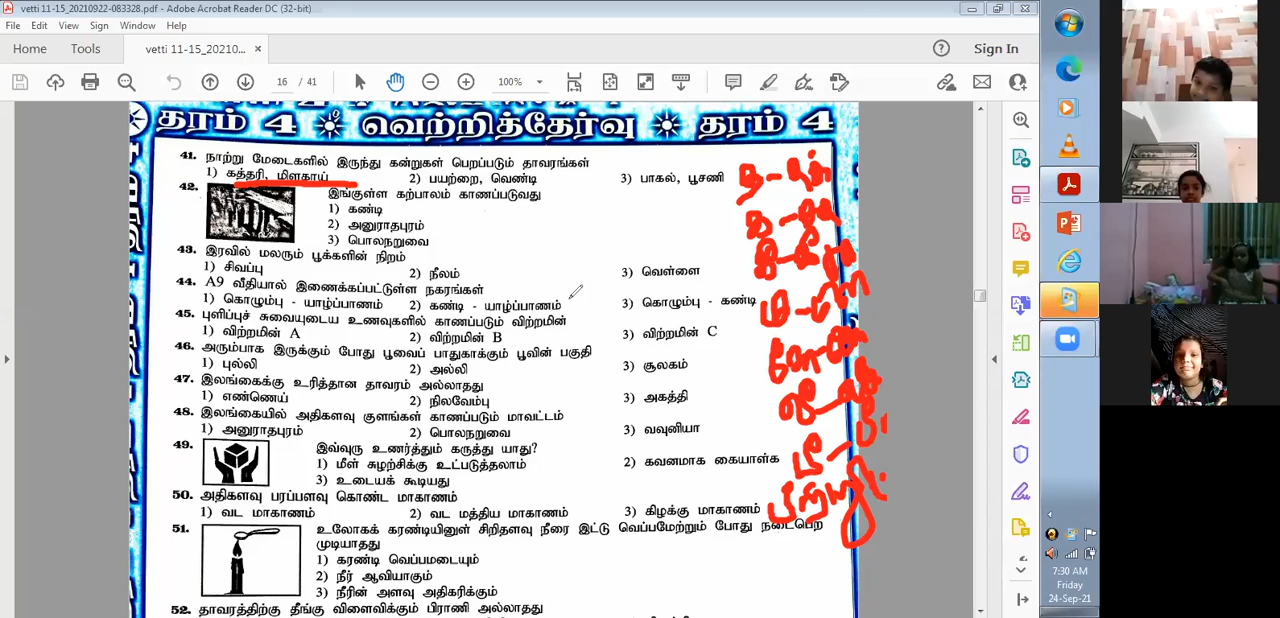 vetti 11-15_20210922-083328.pdf - Adobe Acrobat Reader DC (32-bit)
File Edit View Sign Window Help
Home Tools vetti 11-15_20210... × Sign In
16 / 41 100%
தரம் 4 வெற்றித்தேர்வு தரம் 4
41. நாற்று மேடைகளில் இருந்து கன்றுகள் பெறப்படும் தாவரங்கள்
1) கத்தரி, மிளகாய் 2) பயற்றை, வெண்டி 3) பாகல், பூசணி
42. இங்குள்ள கற்பாலம் காணப்படுவது
1) கண்டி
2) அனுராதபுரம்
3) பொலநறுவை
43. இரவில் மலரும் பூக்களின் நிறம்
1) சிவப்பு 2) நீலம் 3) வெள்ளை
44. A9 வீதியால் இணைக்கப்பட்டுள்ள நகரங்கள்
1) கொழும்பு - யாழ்ப்பாணம் 2) கண்டி - யாழ்ப்பாணம் 3) கொழும்பு - கண்டி
45. புளிப்புச் சுவையுடைய உணவுகளில் காணப்படும் விற்றமின்
1) விற்றமின் A 2) விற்றமின் B 3) விற்றமின் C
46. அரும்பாக இருக்கும் போது பூவைப் பாதுகாக்கும் பூவின் பகுதி
1) புல்லி 2) அல்லி 3) சூலகம்
47. இலங்கைக்கு உரித்தான தாவரம் அல்லாதது
1) எண்ணெய் 2) நிலவேம்பு 3) அகத்தி
48. இலங்கையில் அதிகளவு குளங்கள் காணப்படும் மாவட்டம்
1) அனுராதபுரம் 2) பொலநறுவை 3) வவுனியா
49. இவ்வுரு உணர்த்தும் கருத்து யாது?
1) மீள் சுழற்சிக்கு உட்படுத்தலாம் 2) கவனமாக கையாள்க
3) உடையக் கூடியது
50. அதிகளவு பரப்பளவு கொண்ட மாகாணம்
1) வட மாகாணம் 2) வட மத்திய மாகாணம் 3) கிழக்கு மாகாணம்
51. உலோகக் கரண்டியினுள் சிறிதளவு நீரை இட்டு வெப்பமேற்றும் போது நடைபெற
முடியாதது
1) கரண்டி வெப்பமடையும்
2) நீர் ஆவியாகும்
3) நீரின் அளவு அதிகரிக்கும்
52. தாவரத்திற்கு தீங்கு விளைவிக்கும் பிராணி அல்லாதது
7:30 AM
Friday
24-Sep-21